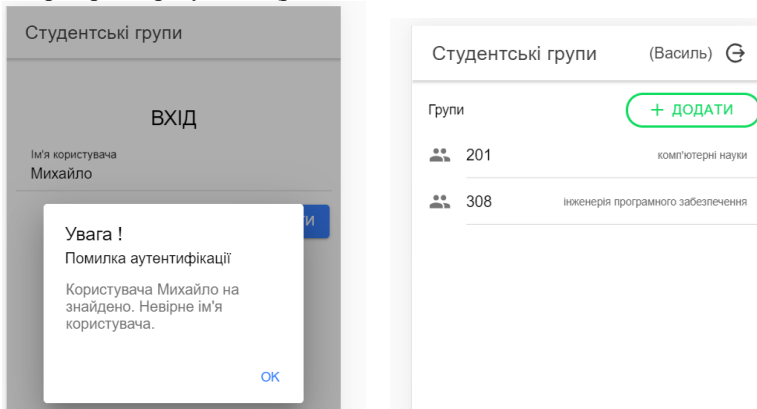 Студентські групи
ВХІД
Ім'я користувача
Михайло
И
Увага !
Помилка аутентифікації
Користувача Михайло на
знайдено. Невірне ім'я
користувача.
OK
Студентські групи (Василь)
Групи + ДОДАТИ
201 комп'ютерні науки
308 інженерія програмного забезпечення